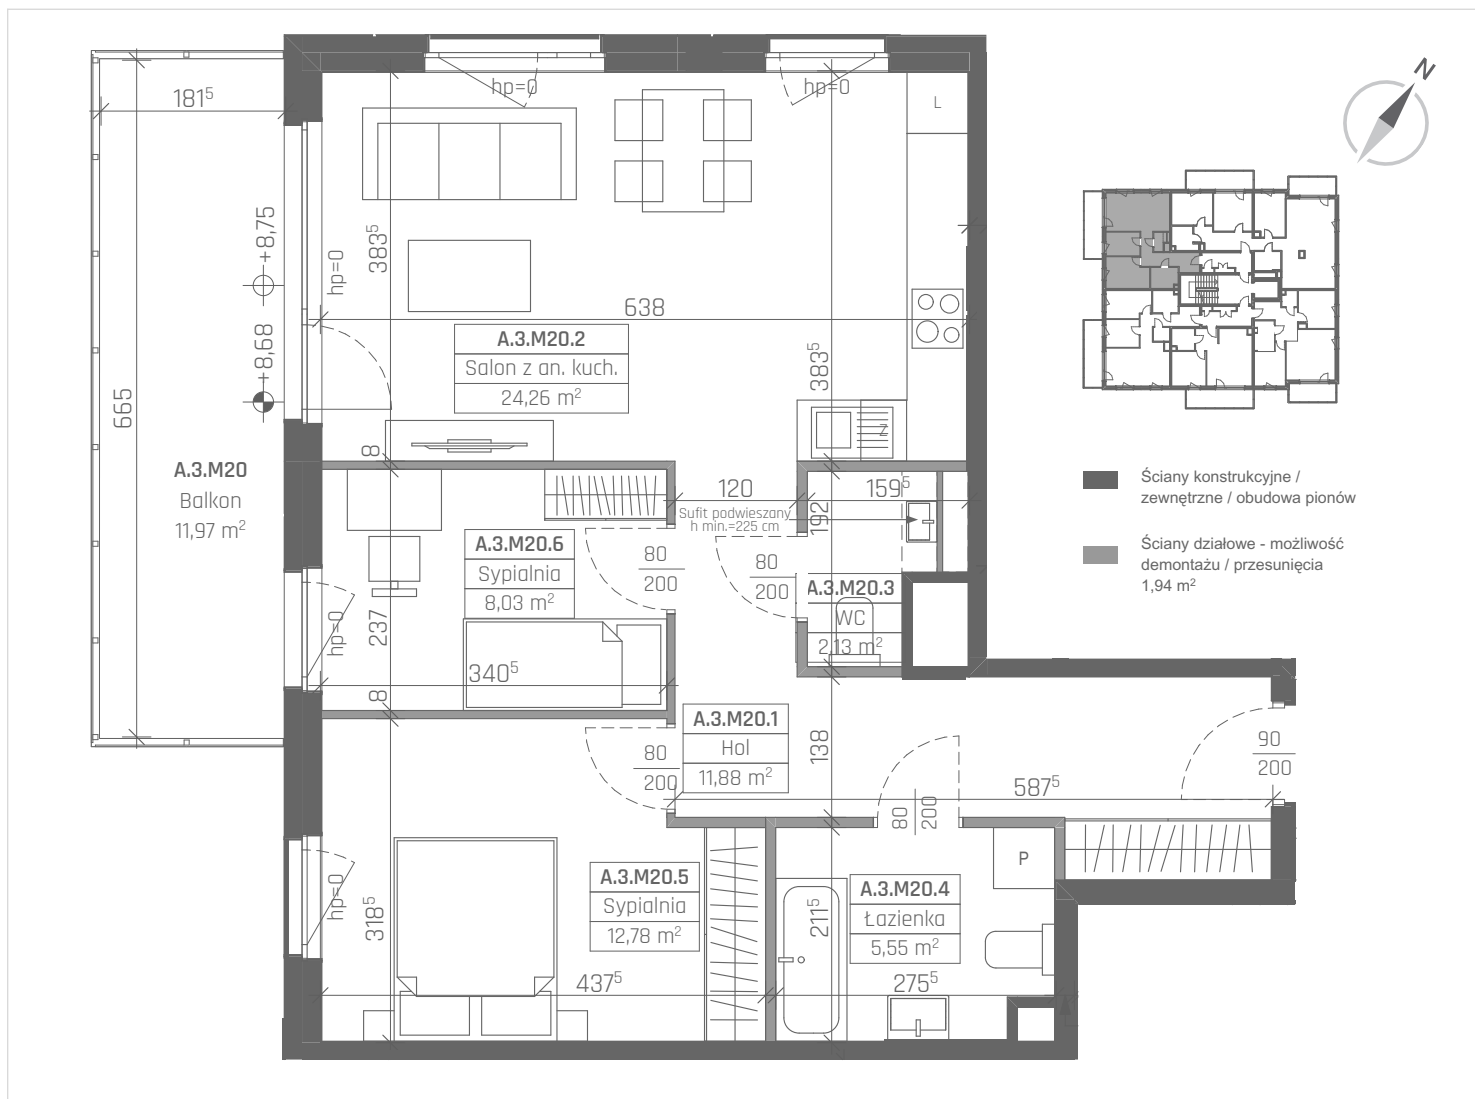 N
181⁵
hp=0
hp=0
L
+8,75
+8,68
hp=0
383⁵
638
383⁵
A.3.M20.2
Salon z an. kuch.
24,26 m²
Z
665
8
A.3.M20
Balkon
11,97 m²
Ściany konstrukcyjne /
zewnętrzne / obudowa pionów
Ściany działowe - możliwość
demontażu / przesunięcia
1,94 m²
120
159⁵
Sufit podwieszany
h min.=225 cm
192
A.3.M20.6
Sypialnia
8,03 m²
80
200
80
200
A.3.M20.3
WC
2,13 m²
237
hp=0
340⁵
8
A.3.M20.1
Hol
11,88 m²
80
200
138
90
200
587⁵
80
200
P
A.3.M20.5
Sypialnia
12,78 m²
A.3.M20.4
Łazienka
5,55 m²
hp=0
318⁵
211⁵
437⁵
275⁵